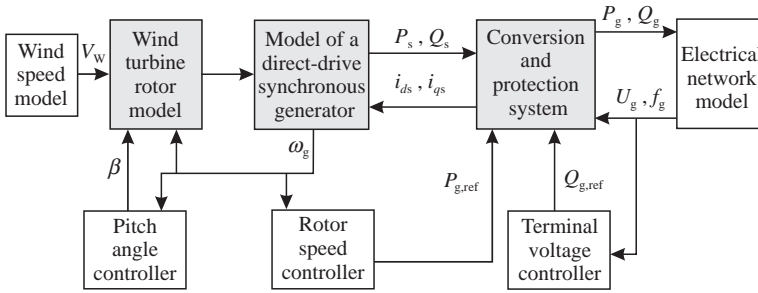 Wind
speed
model
V_W
Wind
turbine
rotor
model
Model of a
direct-drive
synchronous
generator
P_s , Q_s
i_ds , i_qs
Conversion
and
protection
system
P_g , Q_g
U_g , f_g
Electrical
network
model
β
ω_g
P_g,ref
Q_g,ref
Pitch
angle
controller
Rotor
speed
controller
Terminal
voltage
controller